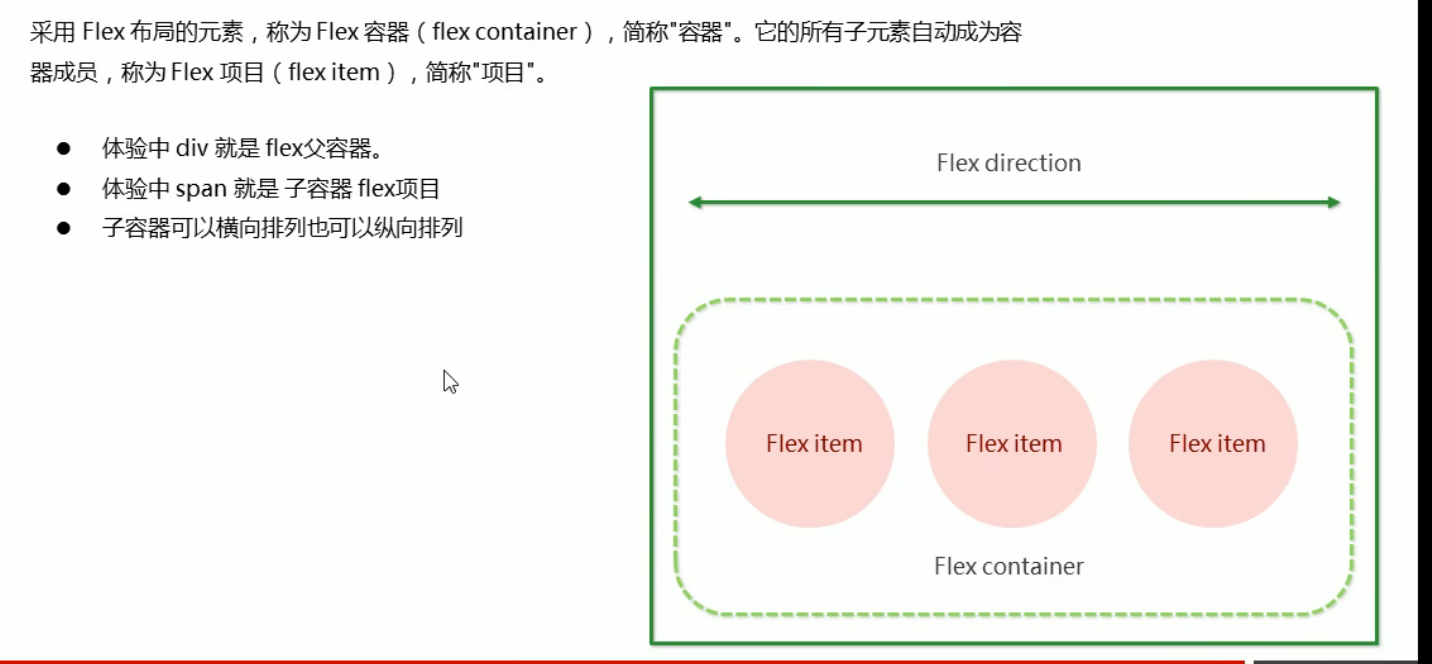 采用 Flex 布局的元素，称为 Flex 容器（flex container），简称"容器"。它的所有子元素自动成为容
器成员，称为 Flex 项目（flex item），简称"项目"。
● 体验中 div 就是 flex父容器。
● 体验中 span 就是 子容器 flex项目
● 子容器可以横向排列也可以纵向排列
Flex direction
Flex item Flex item Flex item
Flex container